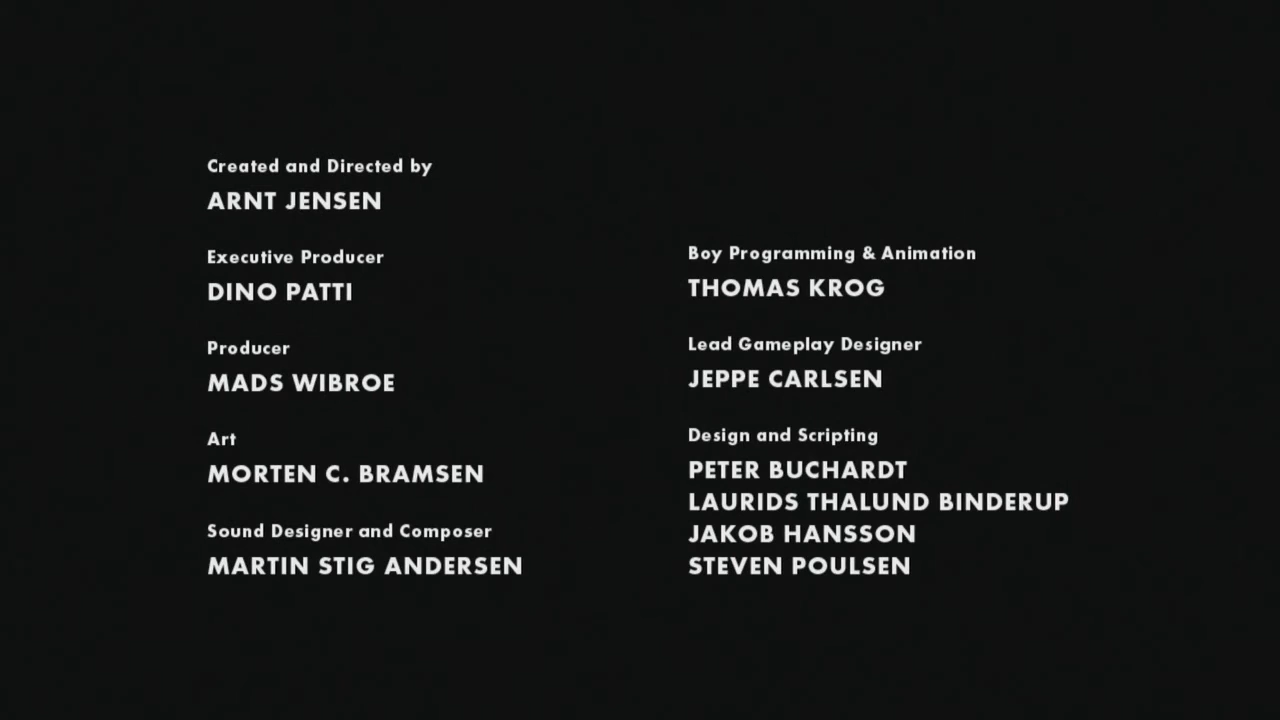 Created and Directed by
ARNT JENSEN
Executive Producer
DINO PATTI
Producer
MADS WIBROE
Art
MORTEN C. BRAMSEN
Sound Designer and Composer
MARTIN STIG ANDERSEN
Boy Programming & Animation
THOMAS KROG
Lead Gameplay Designer
JEPPE CARLSEN
Design and Scripting
PETER BUCHARDT
LAURIDS THALUND BINDERUP
JAKOB HANSSON
STEVEN POULSEN